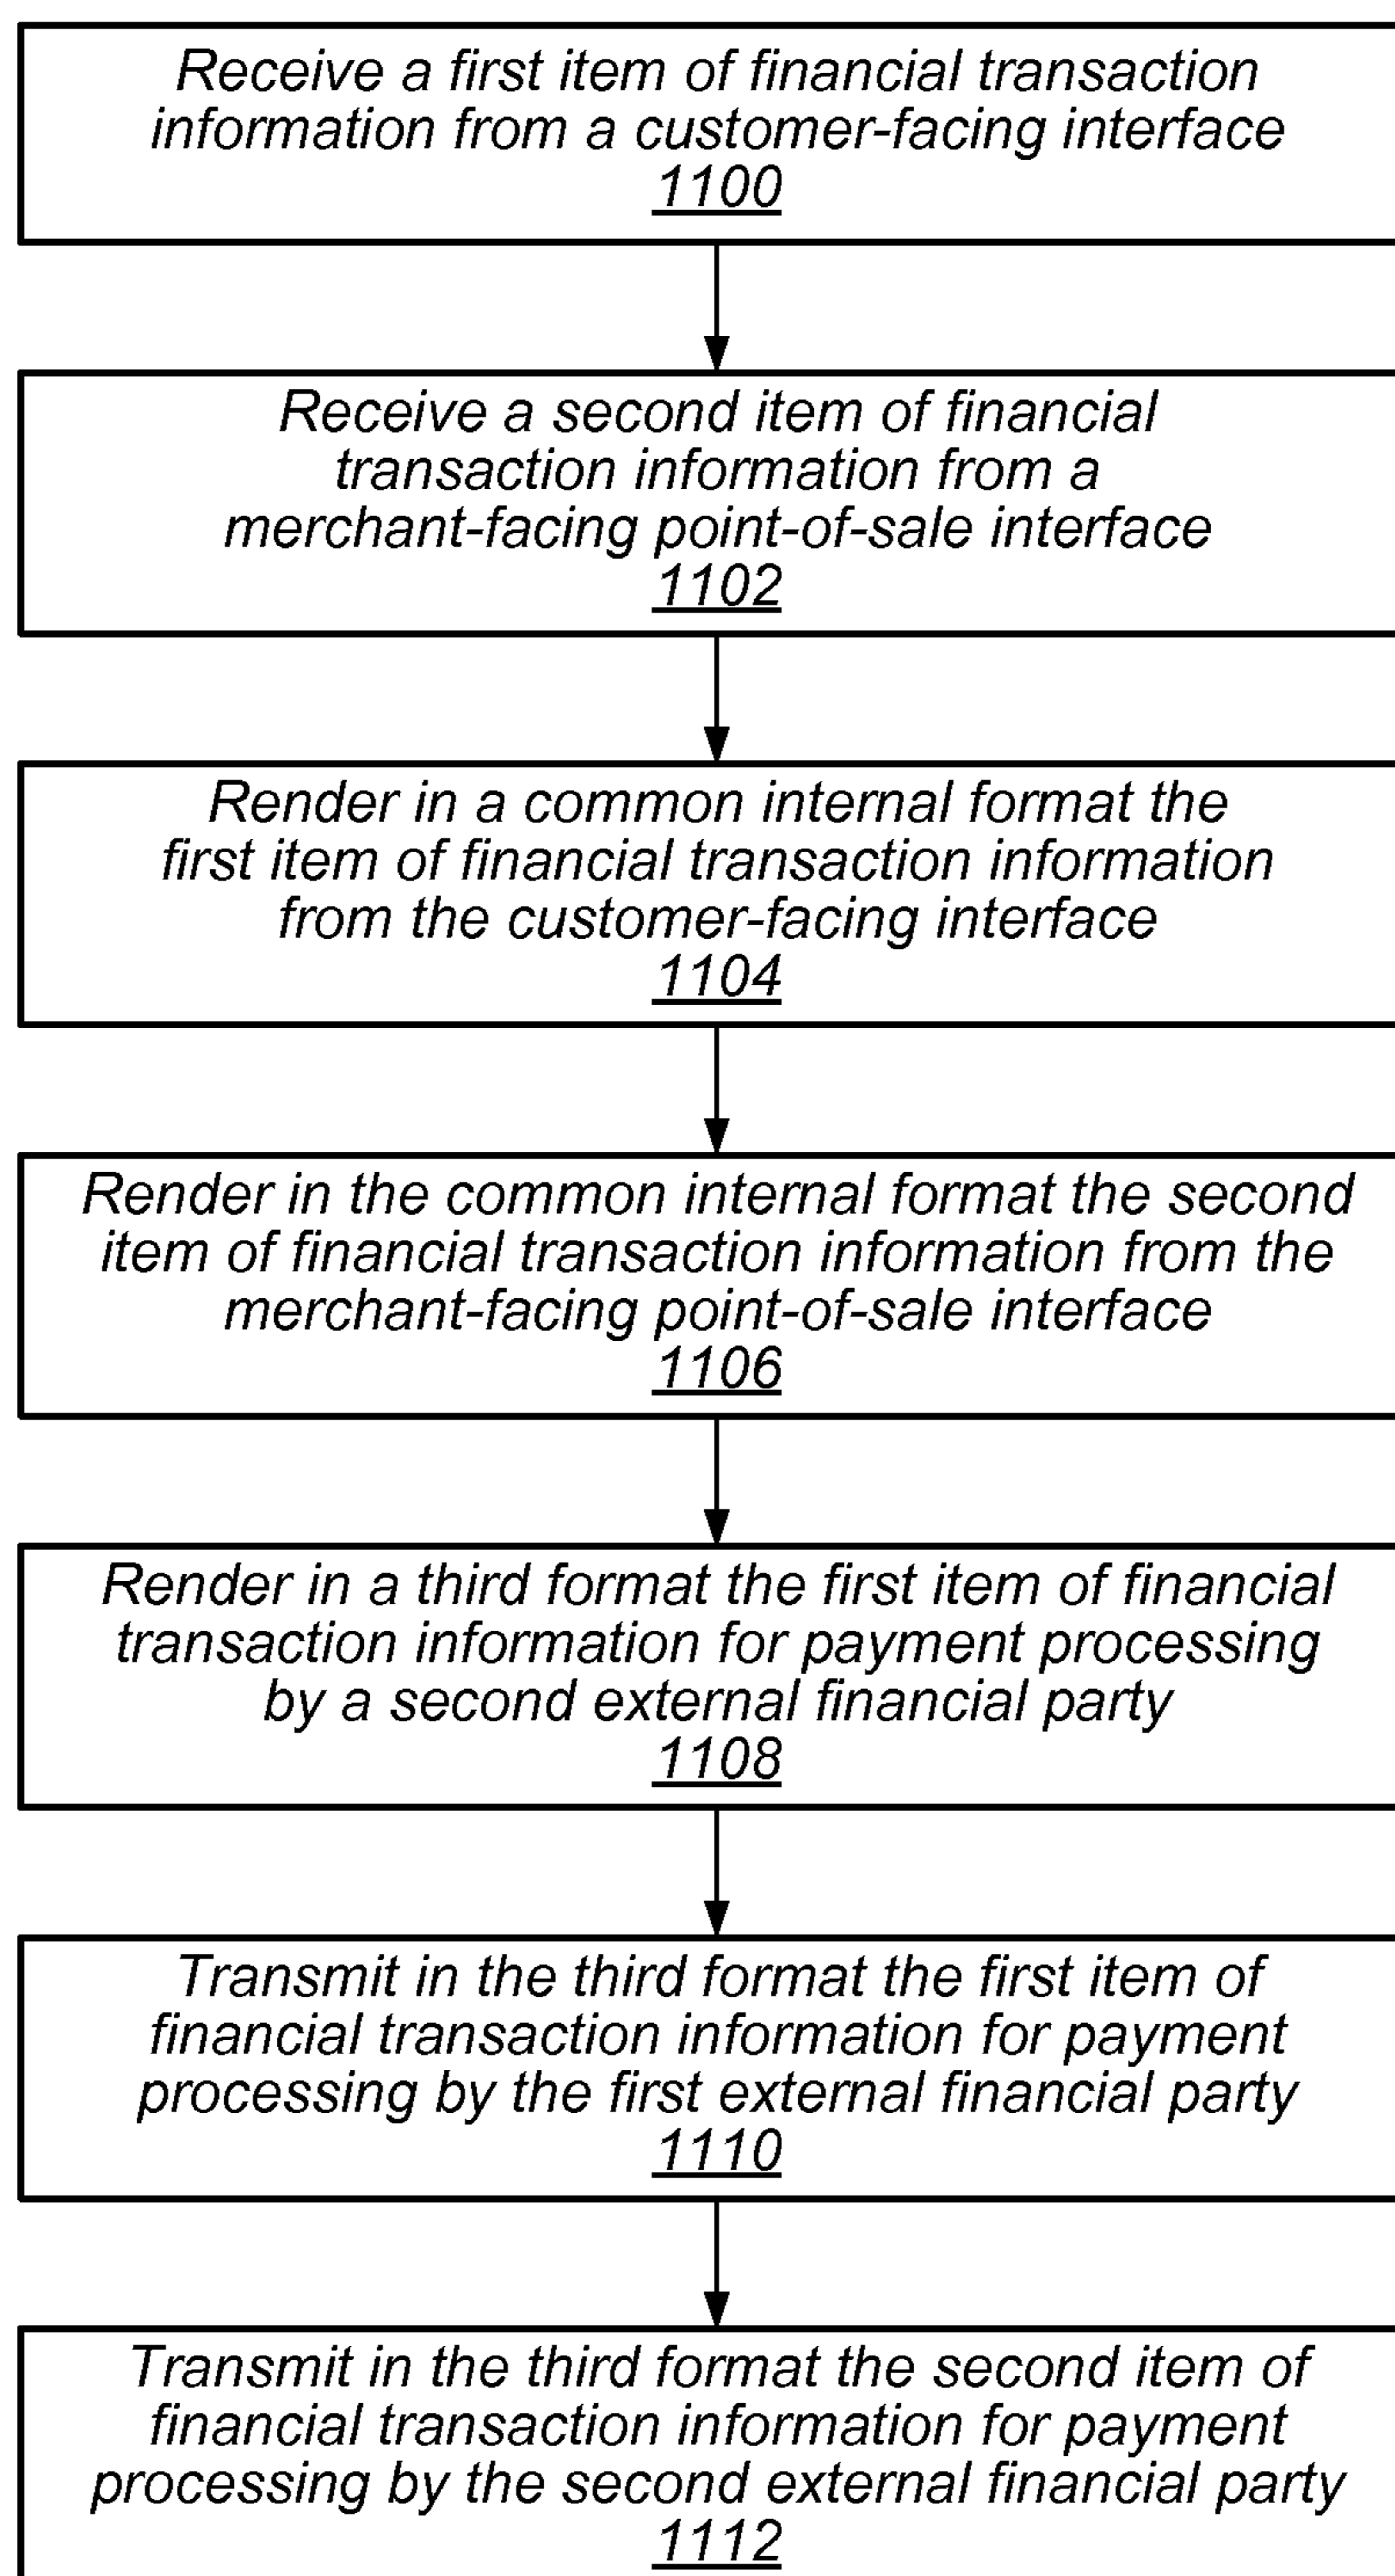 Receive a first item of financial transaction
information from a customer-facing interface
1100
Receive a second item of financial
transaction information from a
merchant-facing point-of-sale interface
1102
Render in a common internal format the
first item of financial transaction information
from the customer-facing interface
1104
Render in the common internal format the second
item of financial transaction information from the
merchant-facing point-of-sale interface
1106
Render in a third format the first item of financial
transaction information for payment processing
by a second external financial party
1108
Transmit in the third format the first item of
financial transaction information for payment
processing by the first external financial party
1110
Transmit in the third format the second item of
financial transaction information for payment
processing by the second external financial party
1112